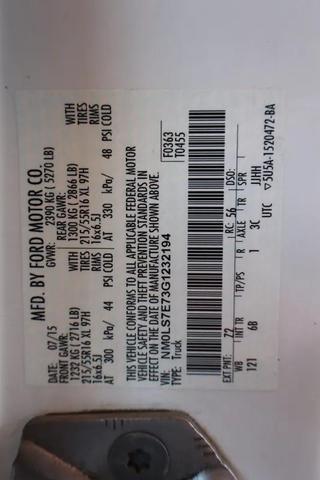 MFD. BY FORD MOTOR CO.
DATE: 07/15 GVWR: 2390 KG ( 5270 LB)
FRONT GAWR: REAR GAWR: WITH
1232 KG ( 2716 LB) 1300 KG ( 2866 LB) TIRES
215/55R16 XL 97H 215/55R16 XL 97H RIMS
16x6.5J 16x6.5J
AT 300 kPa/ 44 PSI COLD AT 330 kPa/ 48 PSI COLD
THIS VEHICLE CONFORMS TO ALL APPLICABLE FEDERAL MOTOR
VEHICLE SAFETY AND THEFT PREVENTION STANDARDS IN
EFFECT ON THE DATE OF MANUFACTURE SHOWN ABOVE.
VIN: NM0LS7E73G1232194 F0363
TYPE: Truck T0455
EXT PNT: Z2 RC: 56 DSO:
WB TR TP/PS R AXLE TR SPR
121 6B 1 3C JJHH
UTC ▽5U5A-1520472-BA